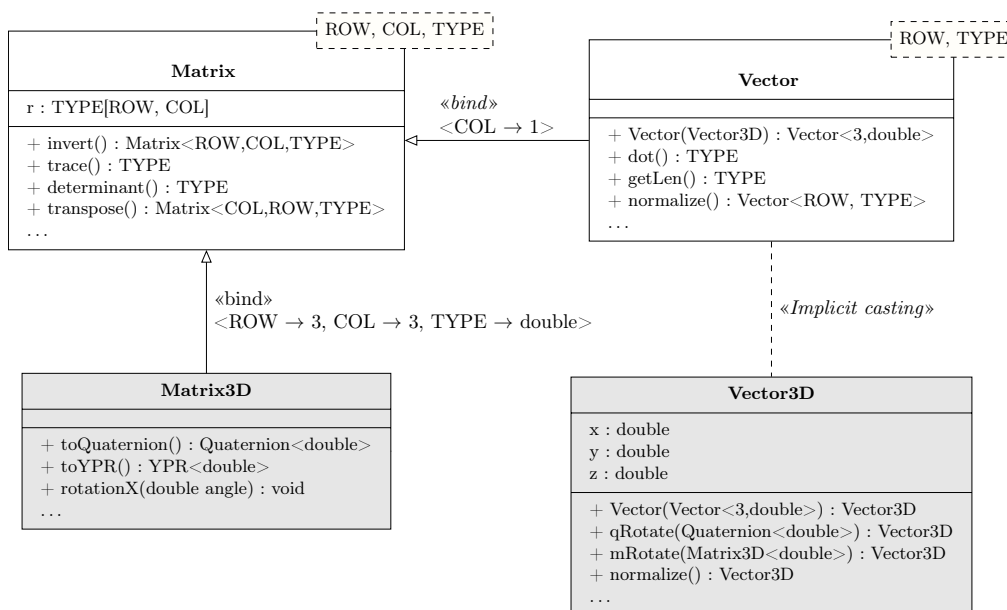 ROW, COL, TYPE
Matrix
r : TYPE[ROW, COL]
+ invert() : Matrix<ROW,COL,TYPE>
+ trace() : TYPE
+ determinant() : TYPE
+ transpose() : Matrix<COL,ROW,TYPE>
...
«bind»
<COL → 1>
ROW, TYPE
Vector
+ Vector(Vector3D) : Vector<3,double>
+ dot() : TYPE
+ getLen() : TYPE
+ normalize() : Vector<ROW, TYPE>
...
«bind»
<ROW → 3, COL → 3, TYPE → double>
«Implicit casting»
Matrix3D
+ toQuaternion() : Quaternion<double>
+ toYPR() : YPR<double>
+ rotationX(double angle) : void
...
Vector3D
x : double
y : double
z : double
+ Vector(Vector<3,double>) : Vector3D
+ qRotate(Quaternion<double>) : Vector3D
+ mRotate(Matrix3D<double>) : Vector3D
+ normalize() : Vector3D
...